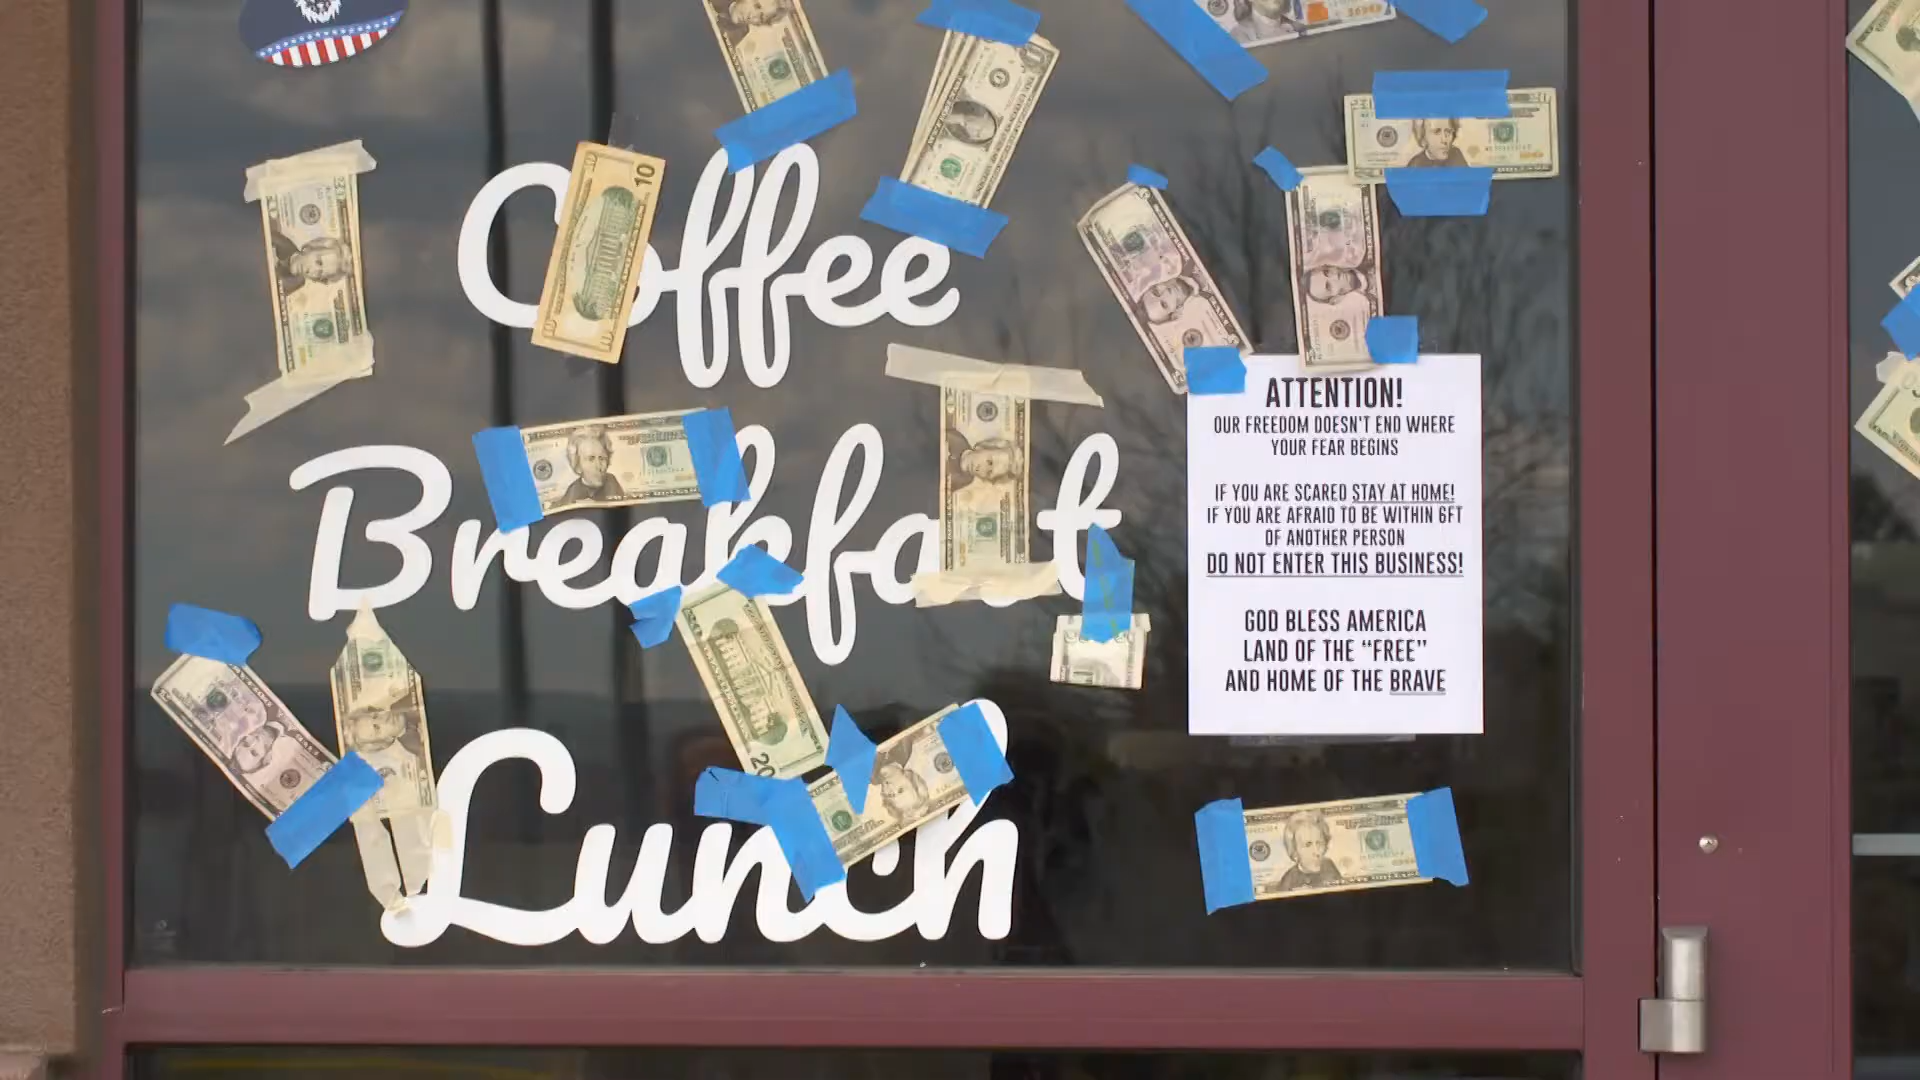 Coffee
Breakfast
Lunch
10
20
ATTENTION!
OUR FREEDOM DOESN'T END WHERE
YOUR FEAR BEGINS
IF YOU ARE SCARED STAY AT HOME!
IF YOU ARE AFRAID TO BE WITHIN 6FT
OF ANOTHER PERSON
DO NOT ENTER THIS BUSINESS!
GOD BLESS AMERICA
LAND OF THE “FREE”
AND HOME OF THE BRAVE